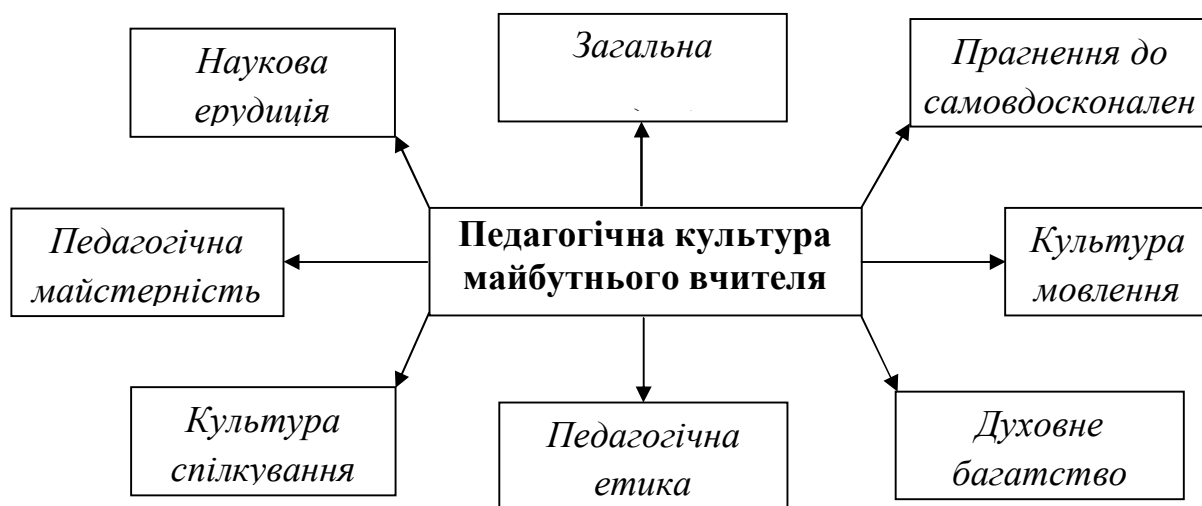 Наукова
ерудиція
Загальна
Прагнення до
самовдосконален
Педагогічна
майстерність
Педагогічна культура
майбутнього вчителя
Культура
мовлення
Культура
спілкування
Педагогічна
етика
Духовне
багатство